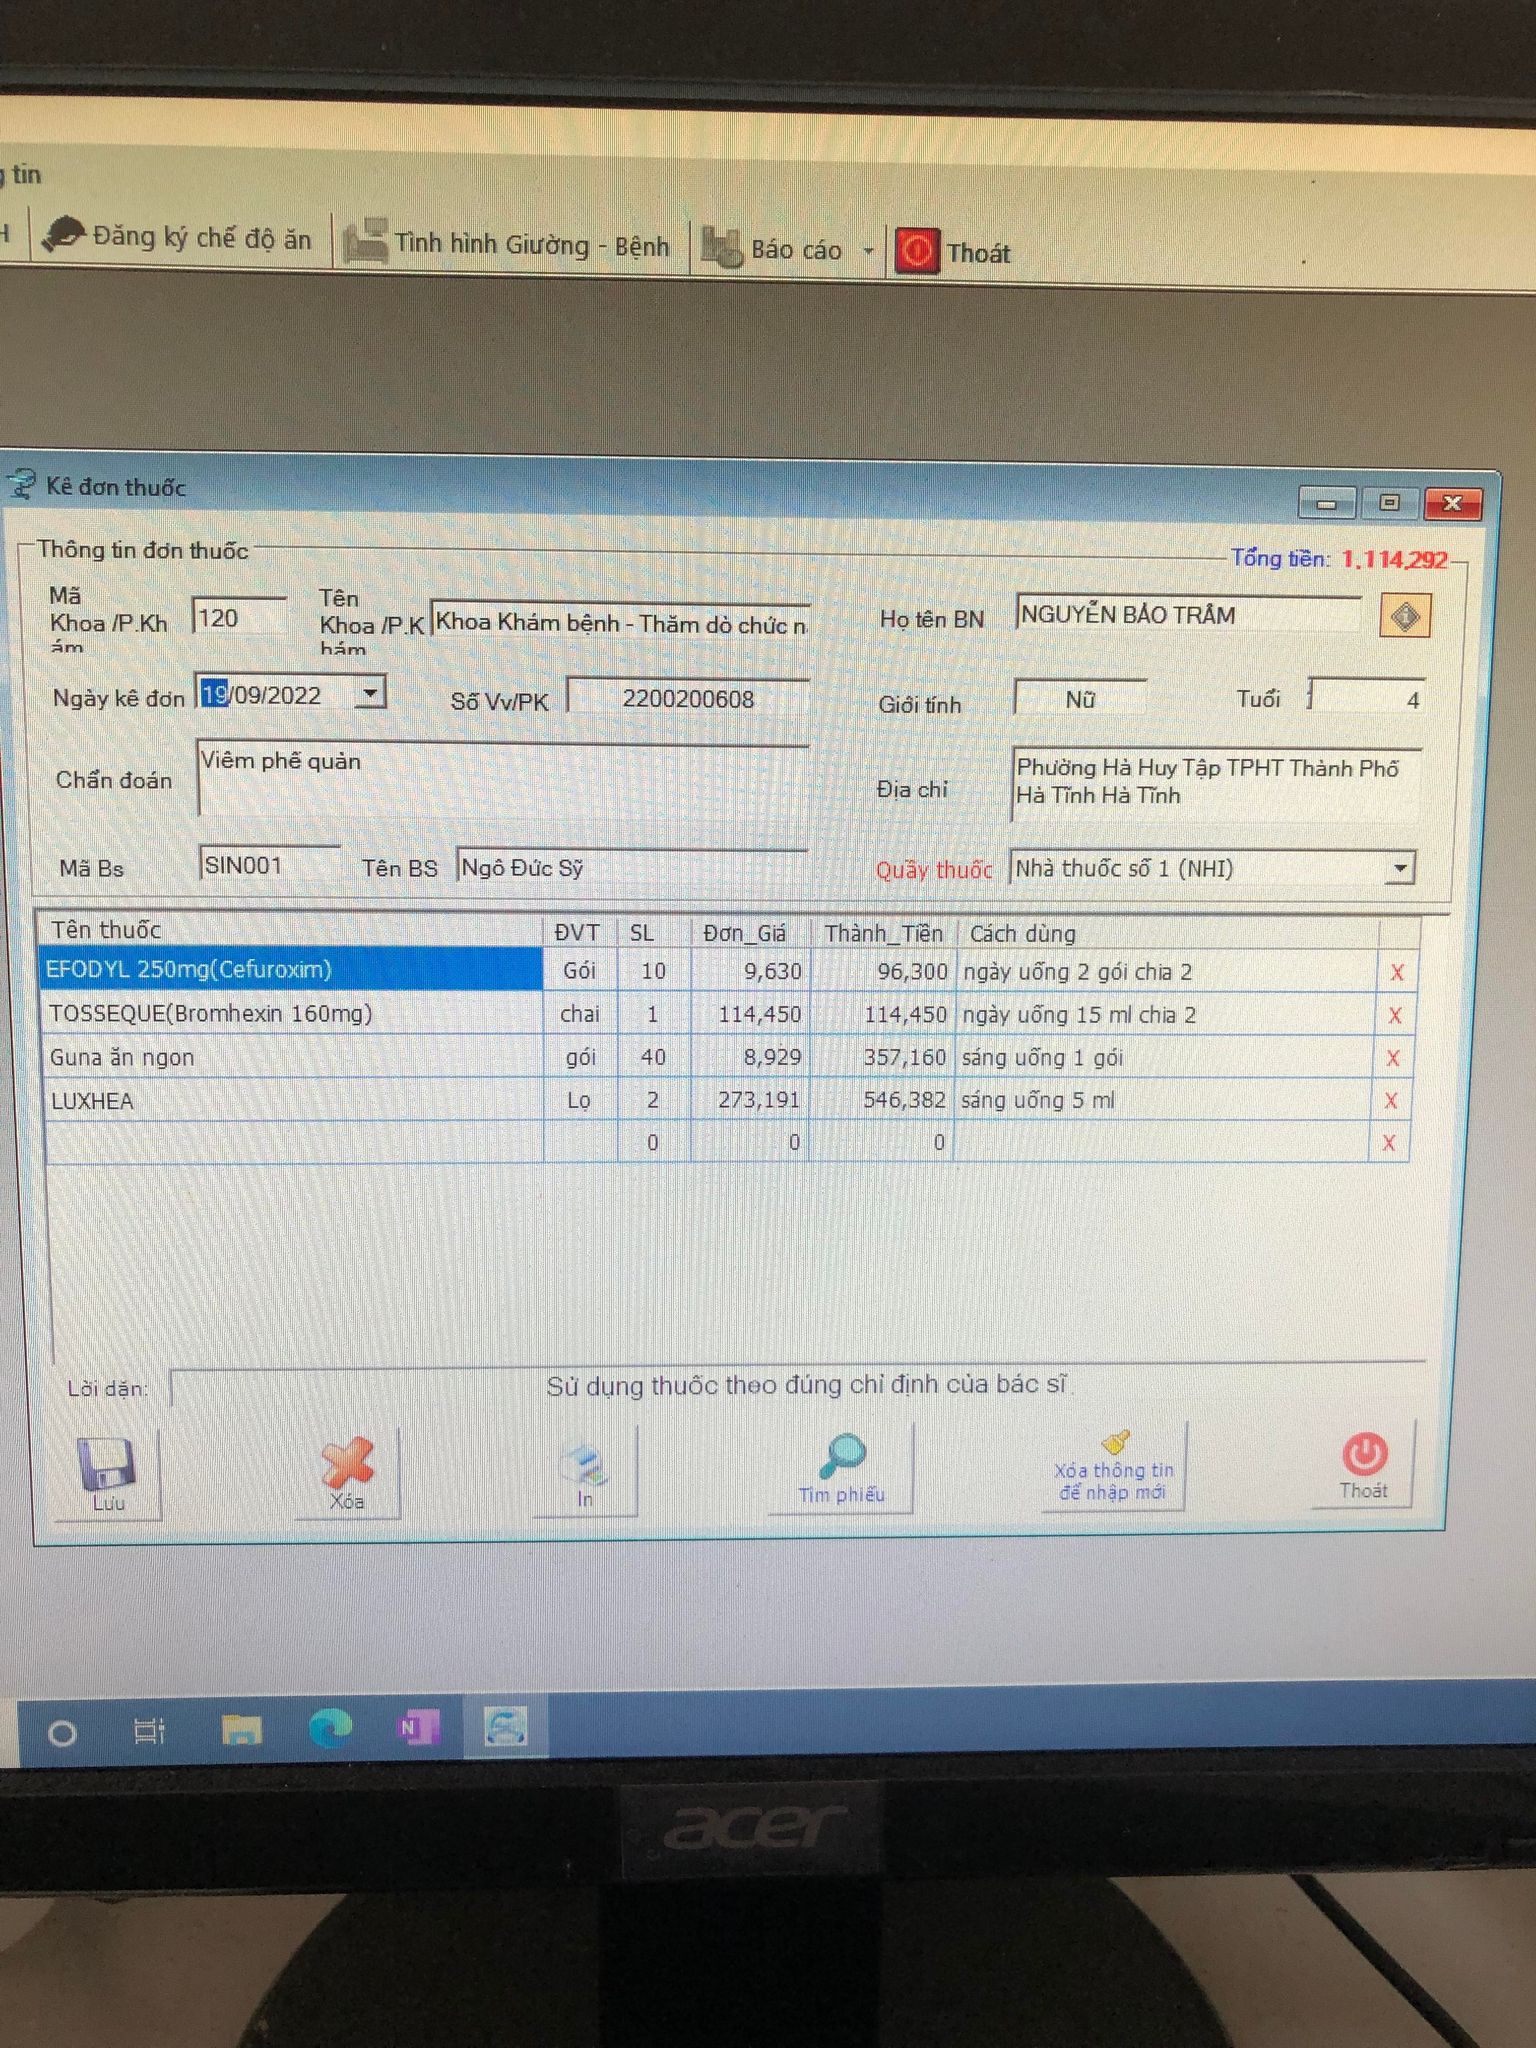 tin
H Đăng ký chế độ ăn Tình hình Giường - Bệnh Báo cáo Thoát
Kê đơn thuốc
Thông tin đơn thuốc Tổng tiền: 1,114,292
Mã Khoa /P.Kh ám 120 Tên Khoa /P.K hám Khoa Khám bệnh - Thăm dò chức n Họ tên BN NGUYỄN BẢO TRÂM
Ngày kê đơn 19/09/2022 Số Vv/PK 2200200608 Giới tính Nữ Tuổi 4
Chẩn đoán Viêm phế quản Địa chỉ Phường Hà Huy Tập TPHT Thành Phố
Hà Tĩnh Hà Tĩnh
Mã Bs SIN001 Tên BS Ngô Đức Sỹ Quầy thuốc Nhà thuốc số 1 (NHI)
Tên thuốc ĐVT SL Đơn_Giá Thành_Tiền Cách dùng
EFODYL 250mg(Cefuroxim) Gói 10 9,630 96,300 ngày uống 2 gói chia 2 X
TOSSEQUE(Bromhexin 160mg) chai 1 114,450 114,450 ngày uống 15 ml chia 2 X
Guna ăn ngon gói 40 8,929 357,160 sáng uống 1 gói X
LUXHEA Lọ 2 273,191 546,382 sáng uống 5 ml X
0 0 0 X
Lời dặn: Sử dụng thuốc theo đúng chỉ định của bác sĩ
Lưu Xóa In Tìm phiếu Xóa thông tin
để nhập mới Thoát
N
acer